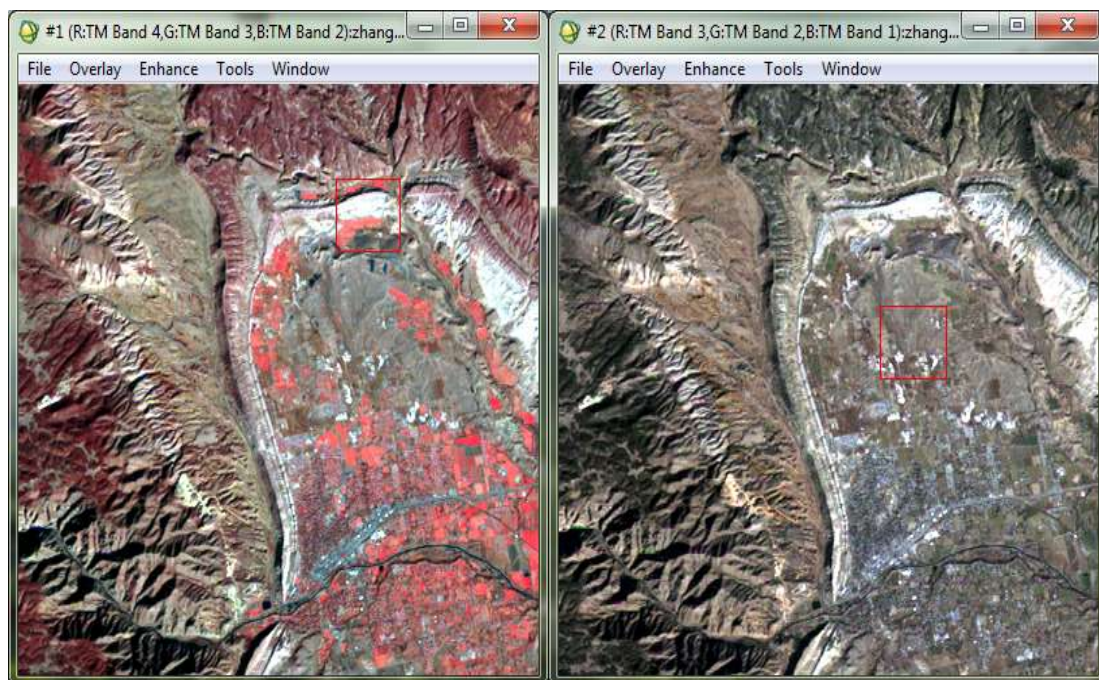 #1 (R:TM Band 4,G:TM Band 3,B:TM Band 2):zhang...
File Overlay Enhance Tools Window
#2 (R:TM Band 3,G:TM Band 2,B:TM Band 1):zhang...
File Overlay Enhance Tools Window